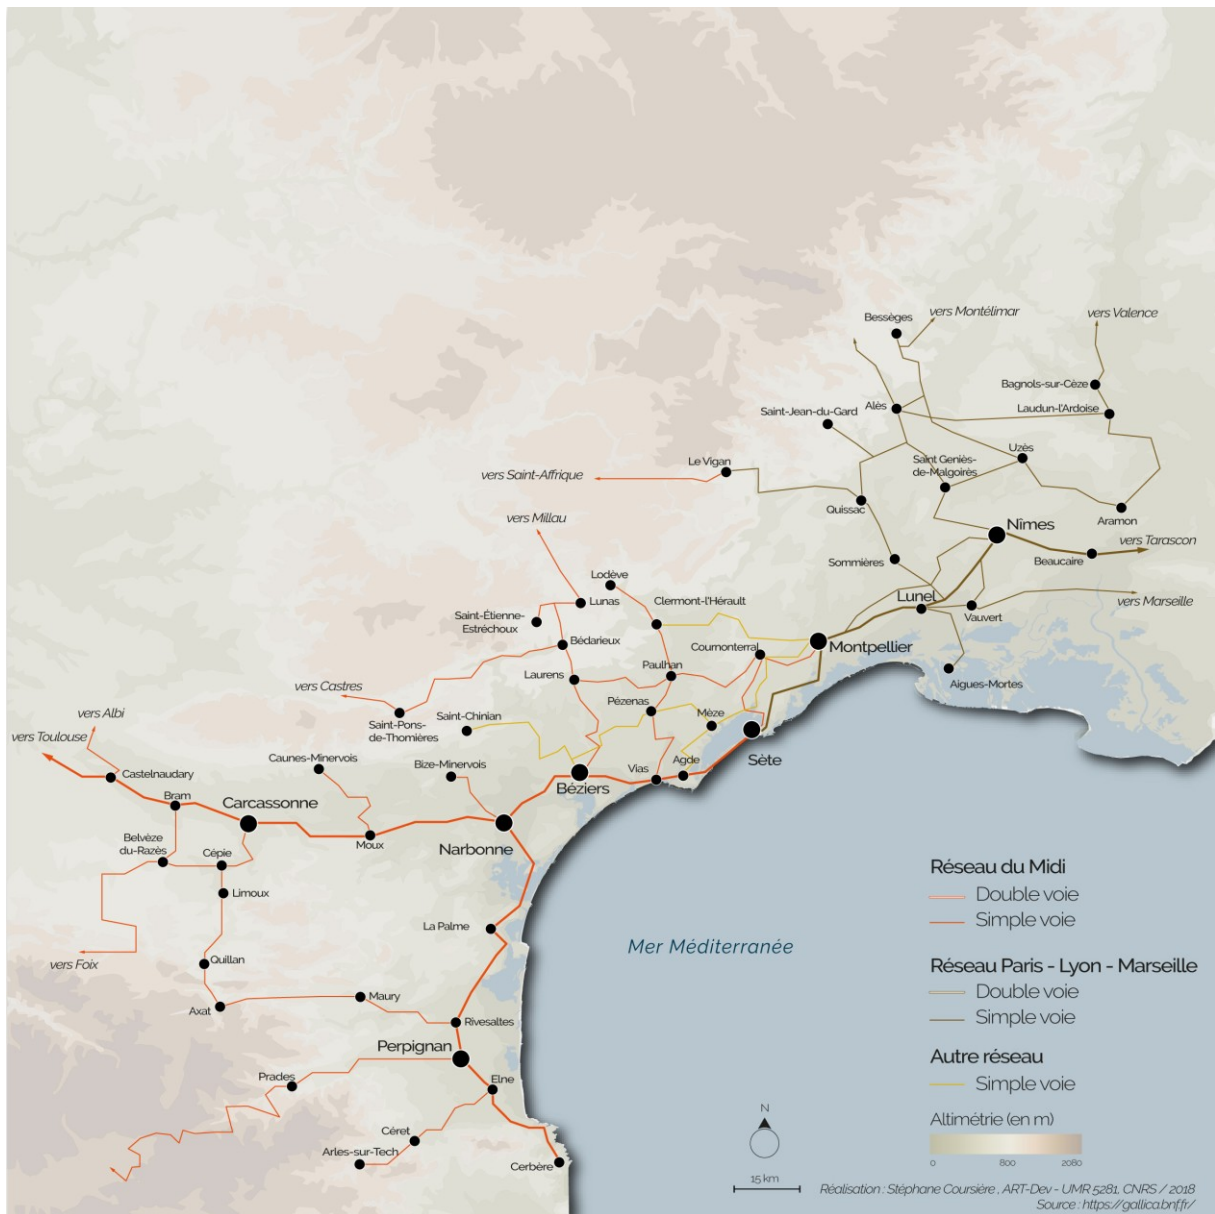 Bessèges
vers Montélimar
vers Valence
Bagnols-sur-Cèze
Alès
Laudun-l'Ardoise
Saint-Jean-du-Gard
Uzès
Le Vigan
Saint Geniès-
de-Malgoirès
vers Saint-Affrique
Quissac
Aramon
vers Millau
Nîmes
vers Tarascon
Beaucaire
Sommières
Lodève
Lunas
Clermont-l'Hérault
Lunel
vers Marseille
Vauvert
Saint-Étienne-
Estréchoux
Bédarieux
Cournonterral
Montpellier
Paulhan
Laurens
Aigues-Mortes
vers Castres
Pézenas
Mèze
vers Albi
Saint-Pons-
de-Thomières
Saint-Chinian
vers Toulouse
Caunes-Minervois
Bize-Minervois
Vias
Agde
Sète
Castelnaudary
Béziers
Bram
Carcassonne
Belvèze
du-Razès
Cépie
Moux
Narbonne
Limoux
La Palme
vers Foix
Quillan
Axat
Maury
Rivesaltes
Perpignan
Prades
Elne
Céret
Arles-sur-Tech
Cerbère
Mer Méditerranée
Réseau du Midi
Double voie
Simple voie
Réseau Paris - Lyon - Marseille
Double voie
Simple voie
Autre réseau
Simple voie
Altimétrie (en m)
0 800 2080
N
15 km
Réalisation : Stéphane Coursière , ART-Dev - UMR 5281, CNRS / 2018
Source : https://gallica.bnf.fr/